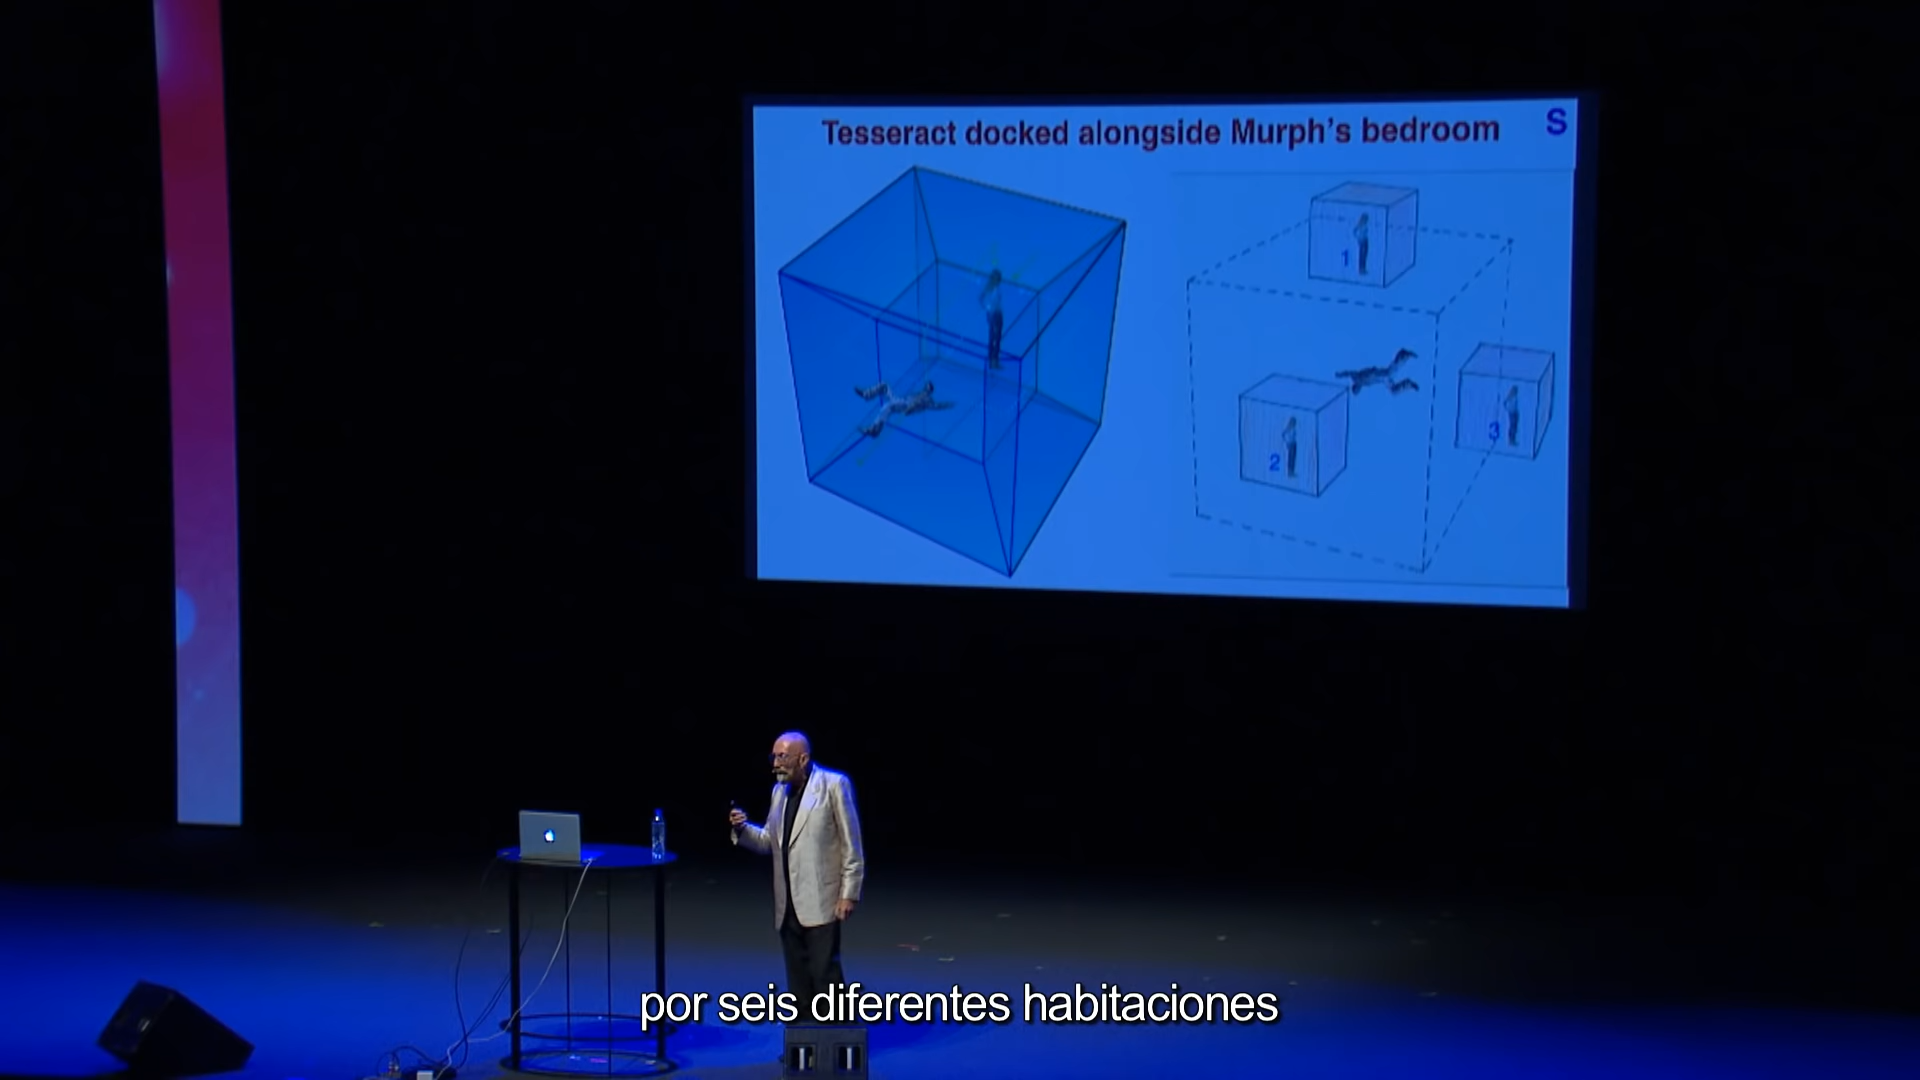 Tesseract docked alongside Murph's bedroom
S
1
2
3
por seis diferentes habitaciones